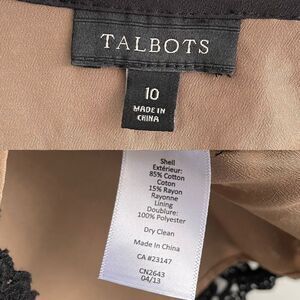 TALBOTS
10
MADE IN
CHINA
Shell
Extérieur:
85% Cotton
Coton
15% Rayon
Rayonne
Lining
Doublure:
100% Polyester
Dry Clean
Made In China
CA #23147
CN2643
04/13